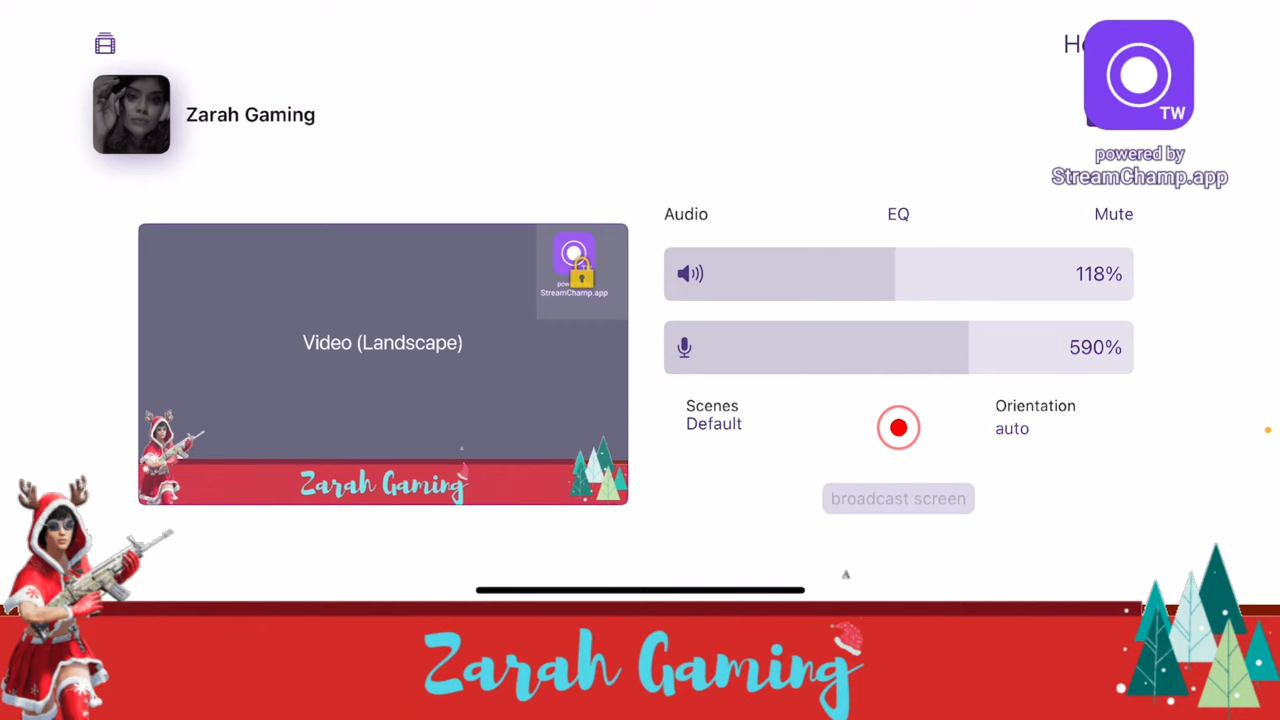 He
TW
Zarah Gaming
powered by
StreamChamp.app
Audio
EQ
Mute
118%
StreamChamp.app
Video (Landscape)
590%
Scenes
Default
Orientation
auto
Zarah Gaming
broadcast screen
Zarah Gaming